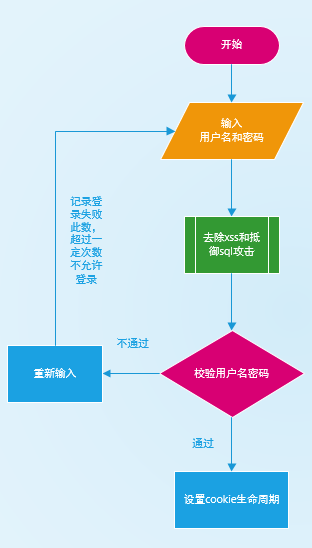 开始
输入
用户名和密码
记录登
录失败
此数,
超过一
定次数
不允许
登录
去除xss和抵
御sql攻击
不通过
重新输入
校验用户名密码
通过
设置cookie生命周期